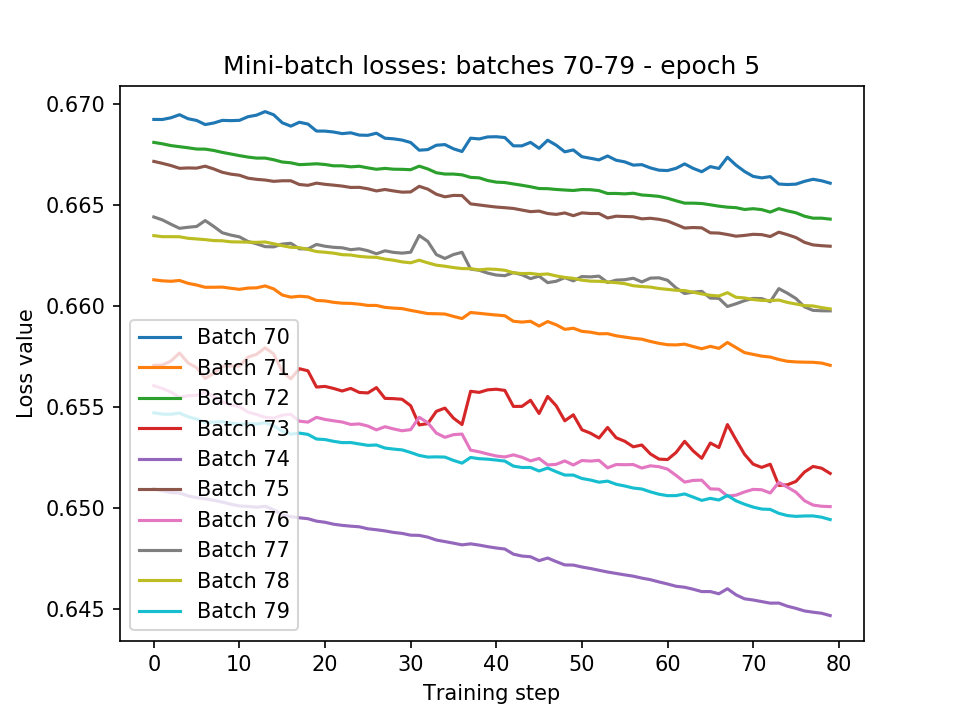 Mini-batch losses: batches 70-79 - epoch 5
0.670
0.665
0.660
0.655
0.650
0.645
Loss value
Batch 70
Batch 71
Batch 72
Batch 73
Batch 74
Batch 75
Batch 76
Batch 77
Batch 78
Batch 79
0 10 20 30 40 50 60 70 80
Training step